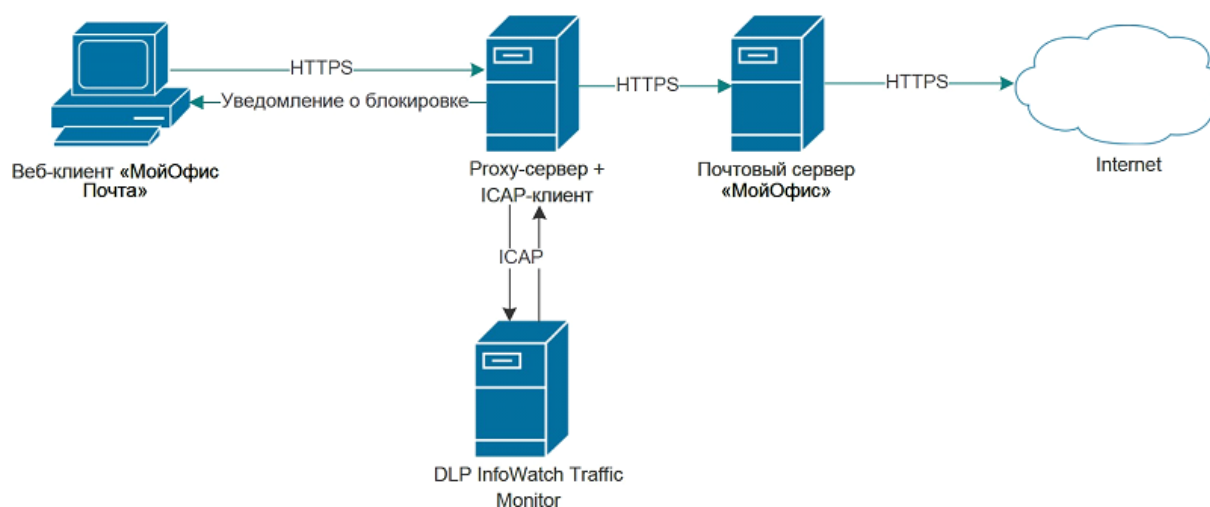 HTTPS
HTTPS
HTTPS
Уведомление о блокировке
Веб-клиент «МойОфис
Почта»
Proxy-сервер +
ICAP-клиент
Почтовый сервер
«МойОфис»
Internet
ICAP
DLP InfoWatch Traffic
Monitor